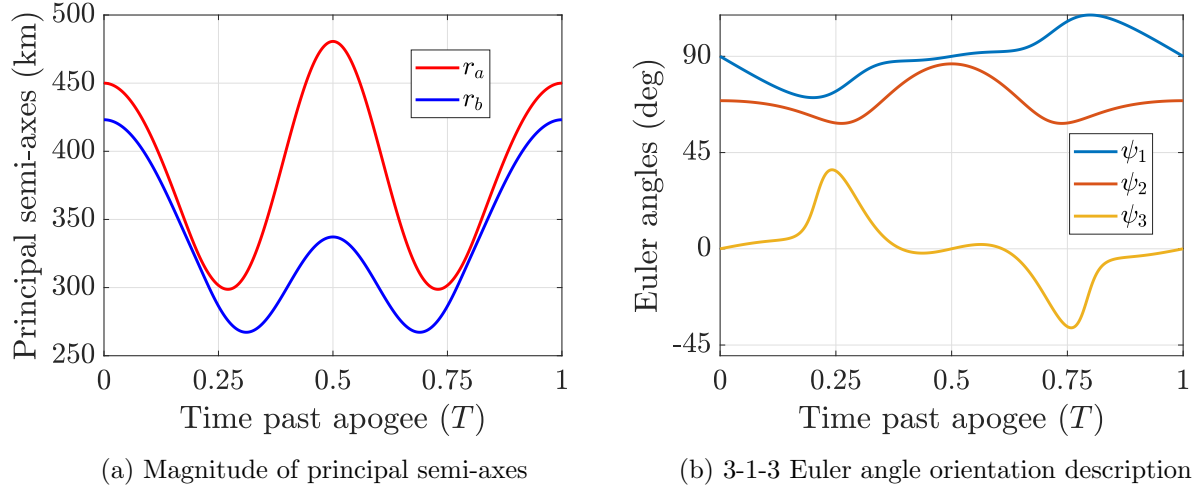 Principal semi-axes (km)
500
450
400
350
300
250
r_a
r_b
0 0.25 0.5 0.75 1
Time past apogee (T)
(a) Magnitude of principal semi-axes
Euler angles (deg)
90
45
0
-45
ψ_1
ψ_2
ψ_3
0 0.25 0.5 0.75 1
Time past apogee (T)
(b) 3-1-3 Euler angle orientation description